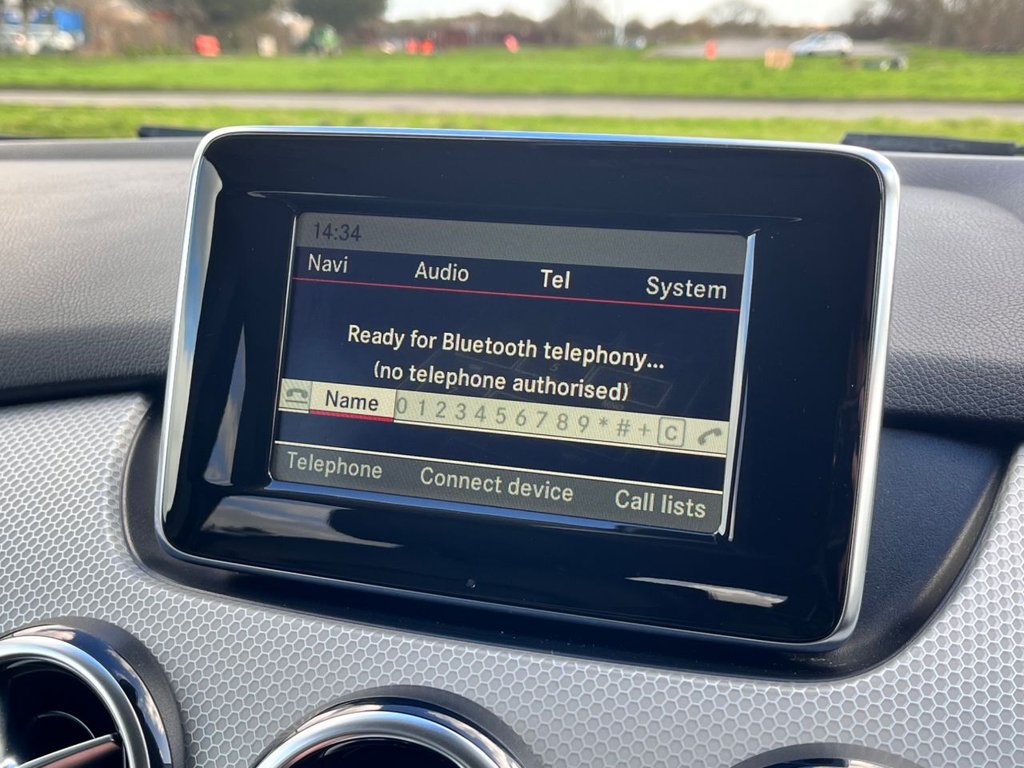 14:34
Navi Audio Tel System
Ready for Bluetooth telephony...
(no telephone authorised)
Name 0 1 2 3 4 5 6 7 8 9 * # + C
Telephone Connect device Call lists